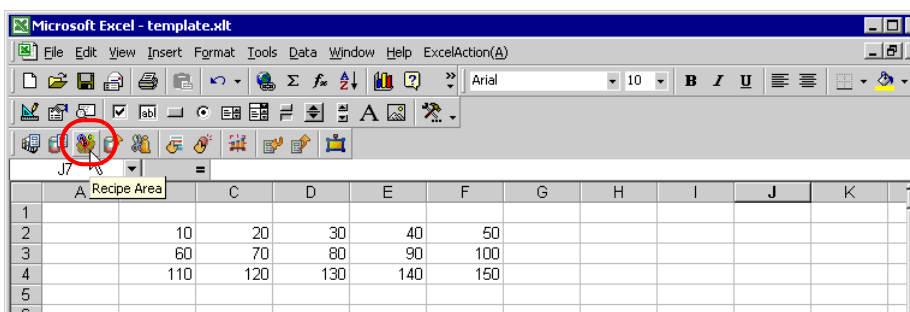 Microsoft Excel - template.xlt
File Edit View Insert Format Tools Data Window Help ExcelAction(A)
Σ fx Arial 10 B I U
ab| A
J7 =
Recipe Area
A C D E F G H I J K
1
2 10 20 30 40 50
3 60 70 80 90 100
4 110 120 130 140 150
5